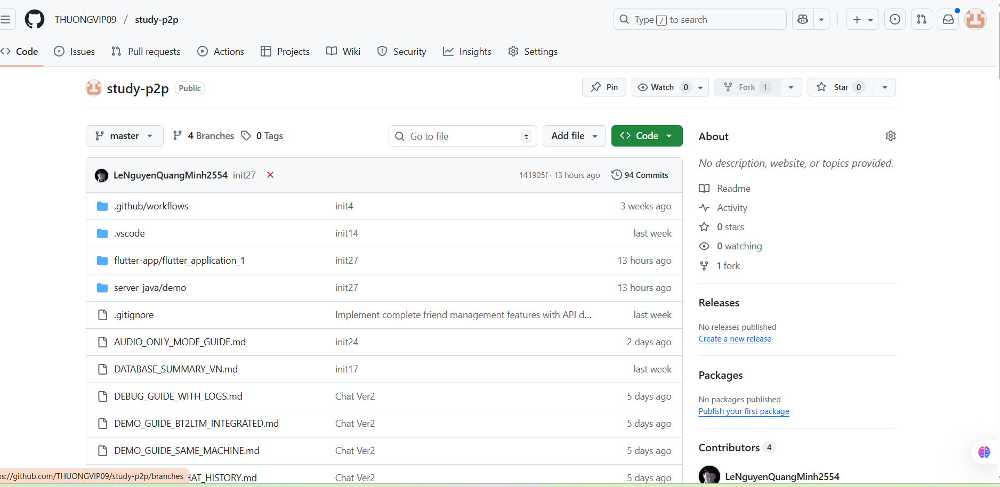 THUONGVIP09 / study-p2p
Type / to search
Code
Issues
Pull requests
Actions
Projects
Wiki
Security
Insights
Settings
study-p2p
Public
Pin
Watch 0
Fork 1
Star 0
master
4 Branches
0 Tags
Go to file
t
Add file
Code
LeNguyenQuangMinh2554 init27
141905f · 13 hours ago
94 Commits
.github/workflows init4 3 weeks ago
.vscode init14 last week
flutter-app/flutter_application_1 init27 13 hours ago
server-java/demo init27 13 hours ago
.gitignore Implement complete friend management features with API d... last week
AUDIO_ONLY_MODE_GUIDE.md init24 2 days ago
DATABASE_SUMMARY_VN.md init17 last week
DEBUG_GUIDE_WITH_LOGS.md Chat Ver2 5 days ago
DEMO_GUIDE_BT2LTM_INTEGRATED.md Chat Ver2 5 days ago
DEMO_GUIDE_SAME_MACHINE.md Chat Ver2 5 days ago
HAT_HISTORY.md Chat Ver2 5 days ago
ps://github.com/THUONGVIP09/study-p2p/branches
About
No description, website, or topics provided.
Readme
Activity
0 stars
0 watching
1 fork
Releases
No releases published
Create a new release
Packages
No packages published
Publish your first package
Contributors 4
LeNguyenQuangMinh2554